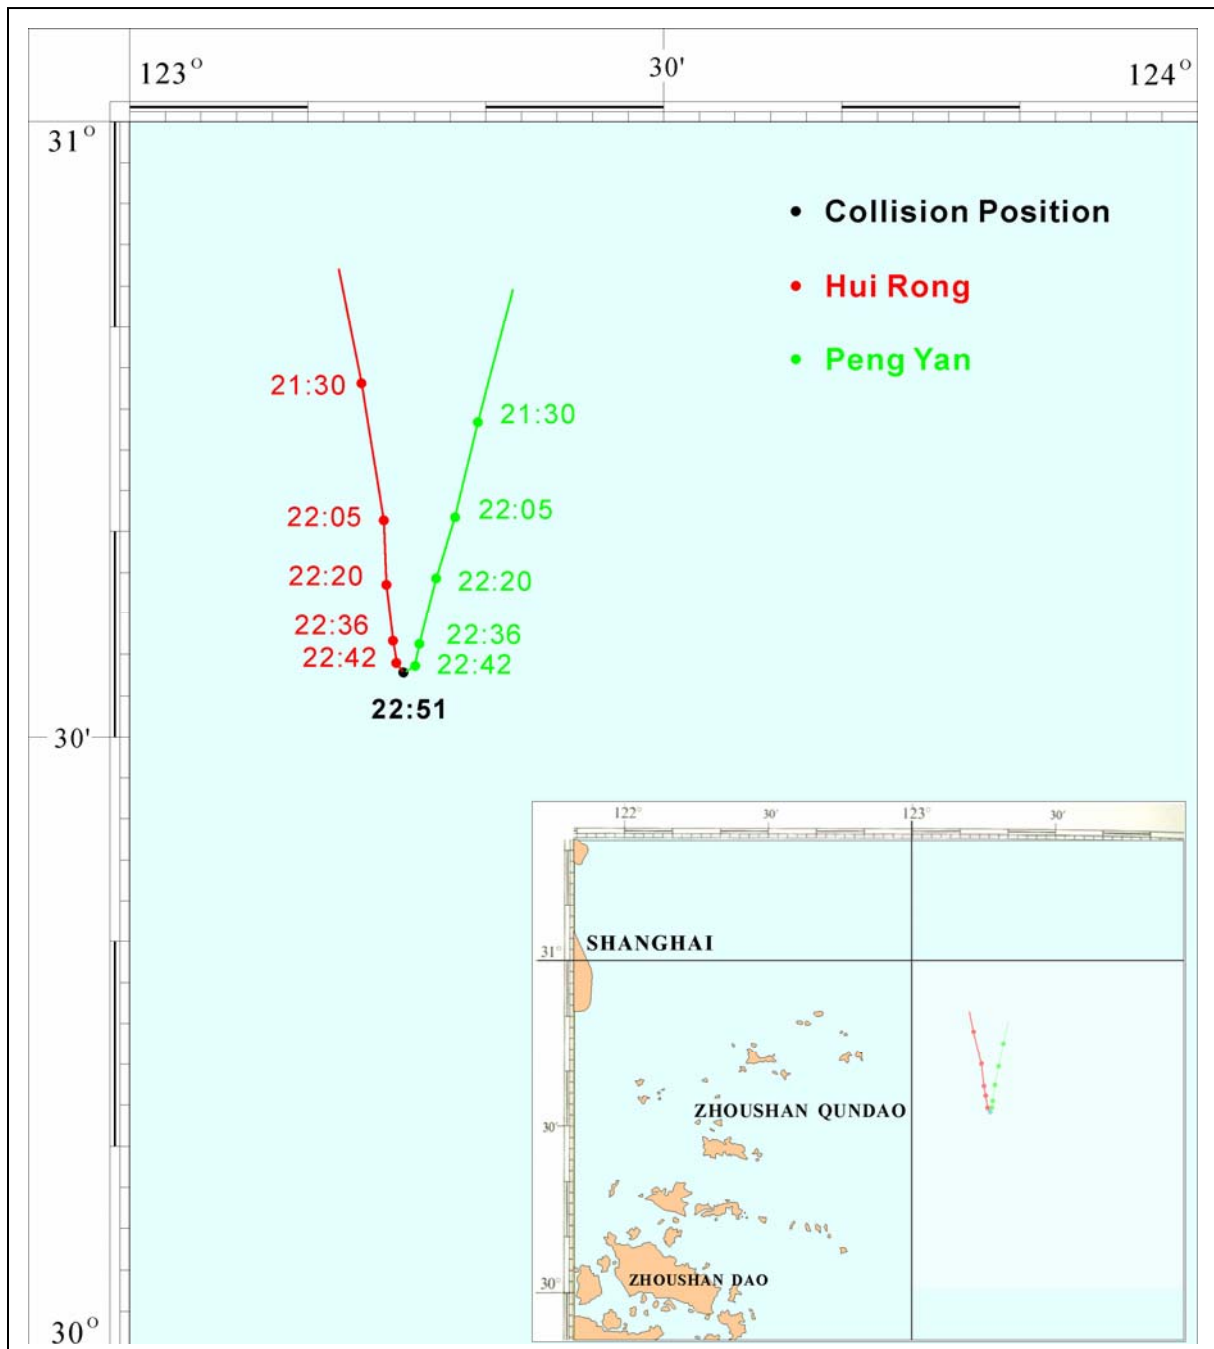 123° 30' 124°
31°
Collision Position
Hui Rong
Peng Yan
21:30
21:30
22:05
22:05
22:20
22:20
22:36
22:36
22:42
22:42
22:51
30'
122° 30' 123° 30'
SHANGHAI
31°
ZHOUSHAN QUNDAO
30'
ZHOUSHAN DAO
30°
30°